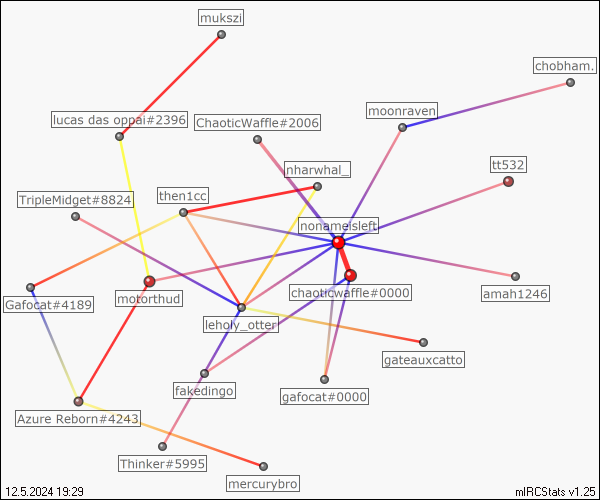 mukszi
chobham.
moonraven
lucas das oppai#2396
ChaoticWaffle#2006
nharwhal_
tt532
TripleMidget#8824
then1cc
nonameisleft
Gafocat#4189
motorthud
chaoticwaffle#0000
amah1246
leholy_otter
gateauxcatto
fakedingo
gafocat#0000
Azure Reborn#4243
Thinker#5995
mercurybro
12.5.2024 19:29
mIRCStats v1.25